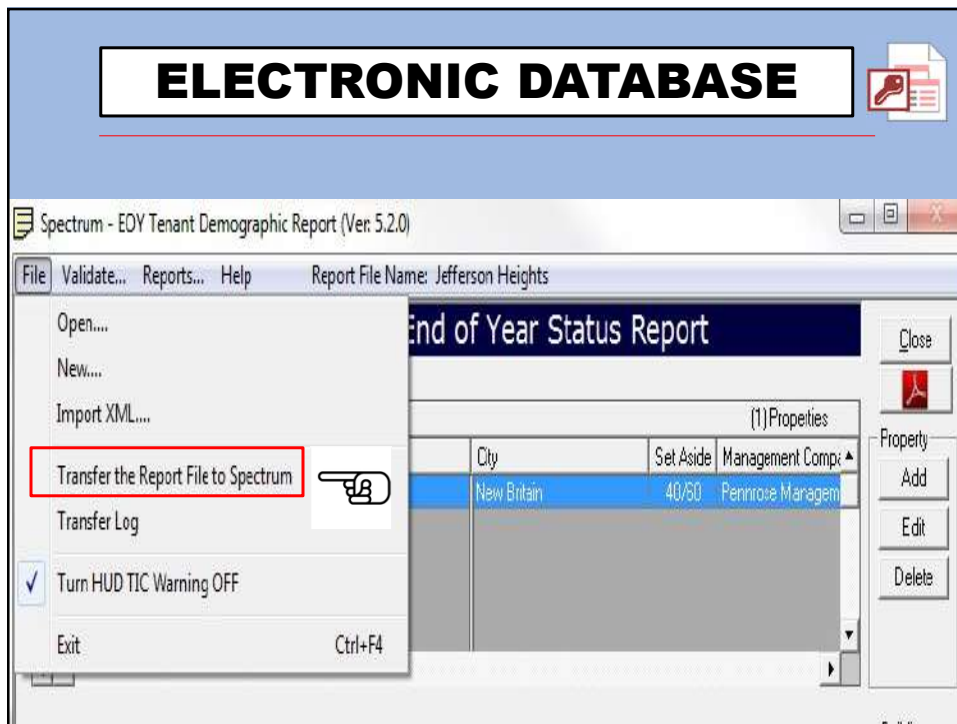 ELECTRONIC DATABASE
Spectrum - EOY Tenant Demographic Report (Ver: 5.2.0)
File Validate... Reports... Help Report File Name: Jefferson Heights
End of Year Status Report
Close
Open....
New....
Import XML....
(1) Properties
Property
City Set Aside Management Compa
Add
Transfer the Report File to Spectrum
New Britain 40/60 Pennrose Managem
Transfer Log
Edit
Turn HUD TIC Warning OFF
Delete
Exit Ctrl+F4